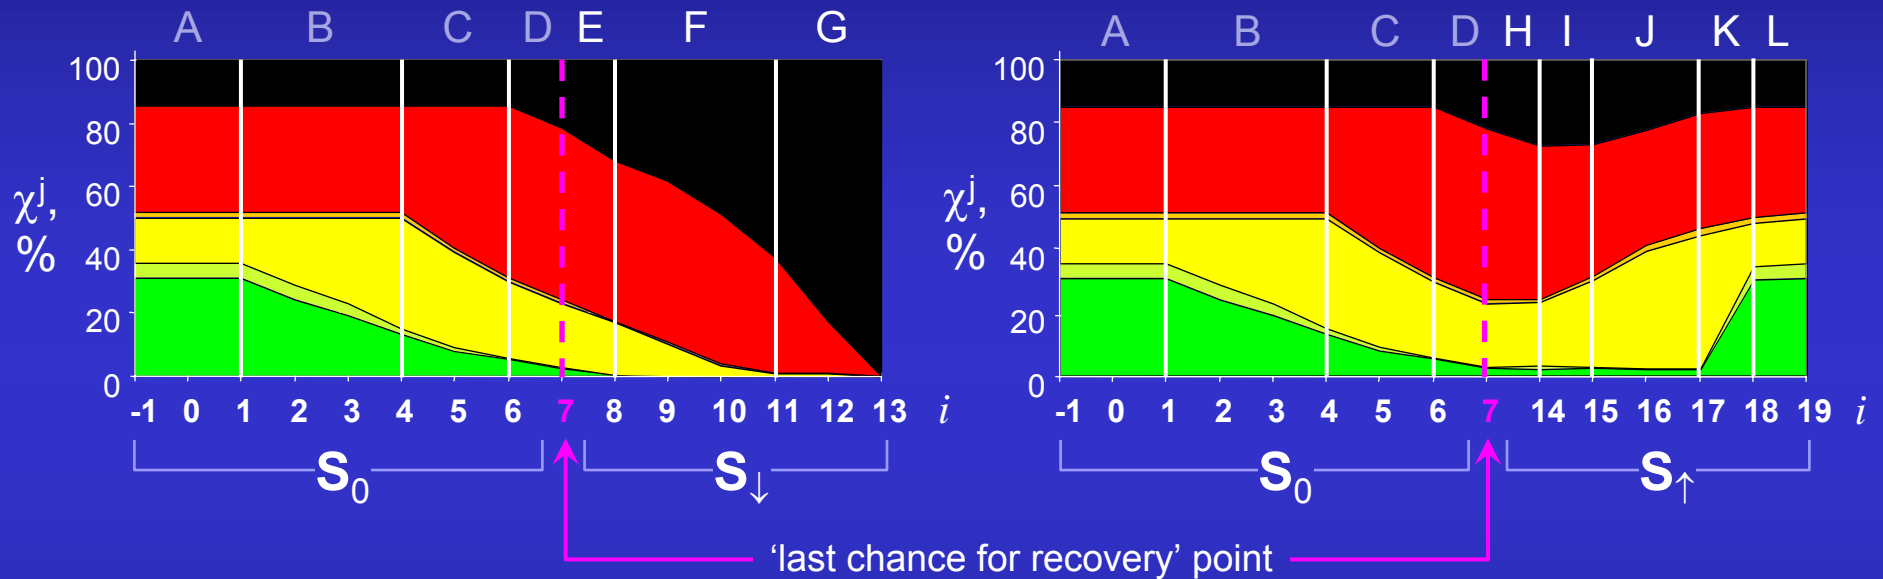 A B C D E F G
A B C D H I J K L
100
80
60
40
20
0
χj,
%
-1 0 1 2 3 4 5 6 7 8 9 10 11 12 13 i
S0
S↓
100
80
60
40
20
0
χj,
%
-1 0 1 2 3 4 5 6 7 14 15 16 17 18 19 i
S0
S↑
‘last chance for recovery’ point